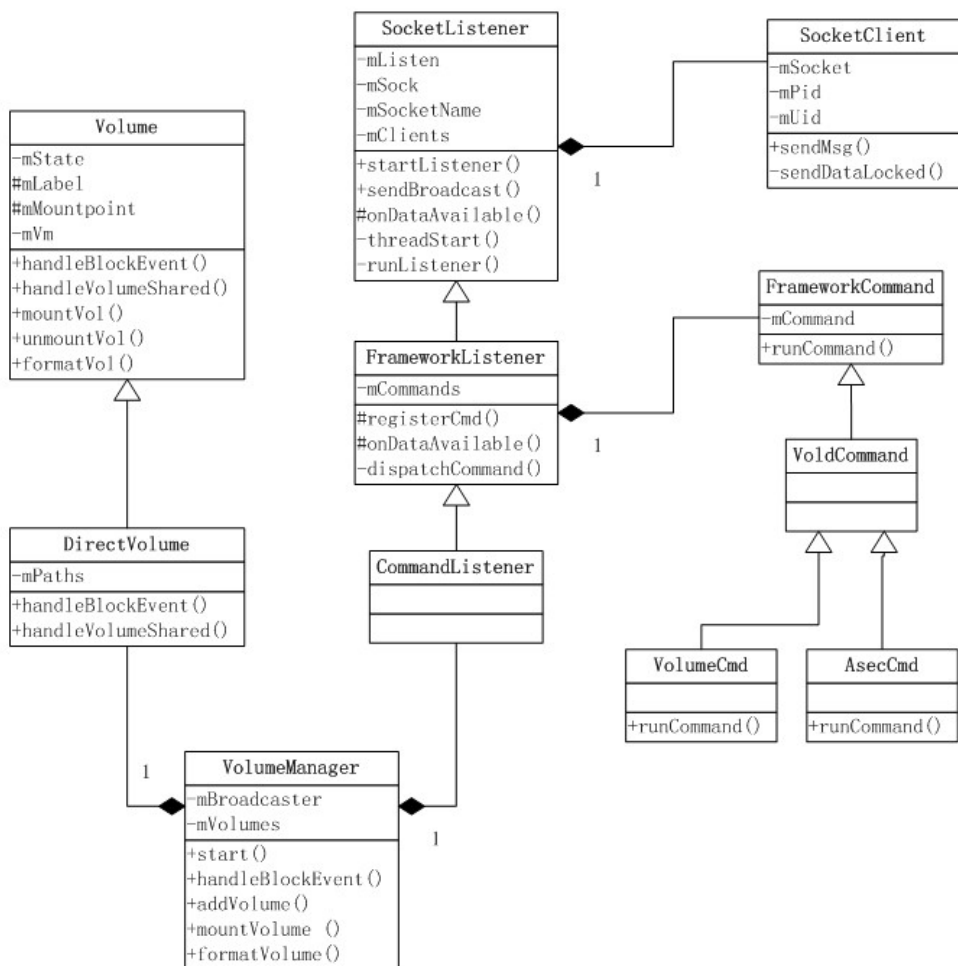 SocketListener
-mListen
-mSock
-mSocketName
-mClients
+startListener()
+sendBroadcast()
#onDataAvailable()
-threadStart()
-runListener()
SocketClient
-mSocket
-mPid
-mUid
+sendMsg()
-sendDataLocked()
1
Volume
-mState
#mLabel
#mMountpoint
-mVm
+handleBlockEvent()
+handleVolumeShared()
+mountVol()
+unmountVol()
+formatVol()
FrameworkListener
-mCommands
#registerCmd()
#onDataAvailable()
-dispatchCommand()
FrameworkCommand
-mCommand
+runCommand()
1
VoldCommand
DirectVolume
-mPaths
+handleBlockEvent()
+handleVolumeShared()
CommandListener
VolumeCmd
+runCommand()
AsecCmd
+runCommand()
1
VolumeManager
-mBroadcaster
-mVolumes
+start()
+handleBlockEvent()
+addVolume()
+mountVolume ()
+formatVolume()
1